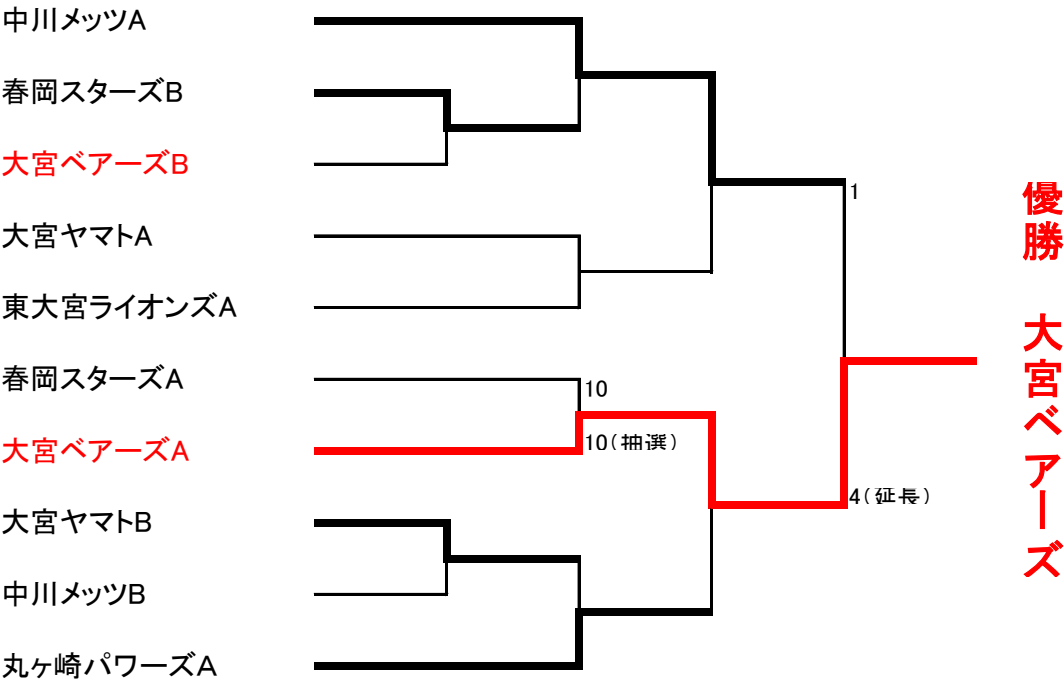 中川メッツA
春岡スターズB
大宮ベアーズB
大宮ヤマトA
1
東大宮ライオンズA
春岡スターズA
10
大宮ベアーズA
10(抽選)
大宮ヤマトB
4(延長)
中川メッツB
丸ヶ崎パワーズA
優勝 大宮ベアーズ